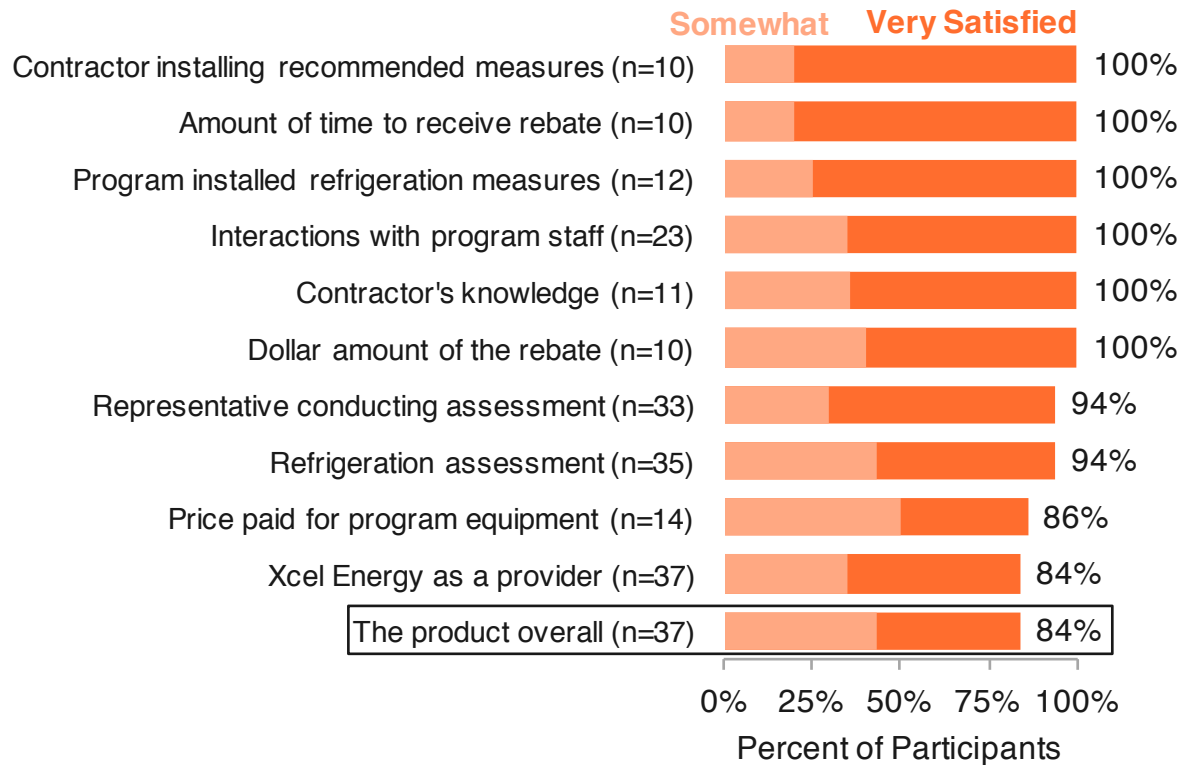 Somewhat Very Satisfied
Contractor installing recommended measures (n=10) 100%
Amount of time to receive rebate (n=10) 100%
Program installed refrigeration measures (n=12) 100%
Interactions with program staff (n=23) 100%
Contractor's knowledge (n=11) 100%
Dollar amount of the rebate (n=10) 100%
Representative conducting assessment (n=33) 94%
Refrigeration assessment (n=35) 94%
Price paid for program equipment (n=14) 86%
Xcel Energy as a provider (n=37) 84%
The product overall (n=37) 84%
0% 25% 50% 75% 100%
Percent of Participants